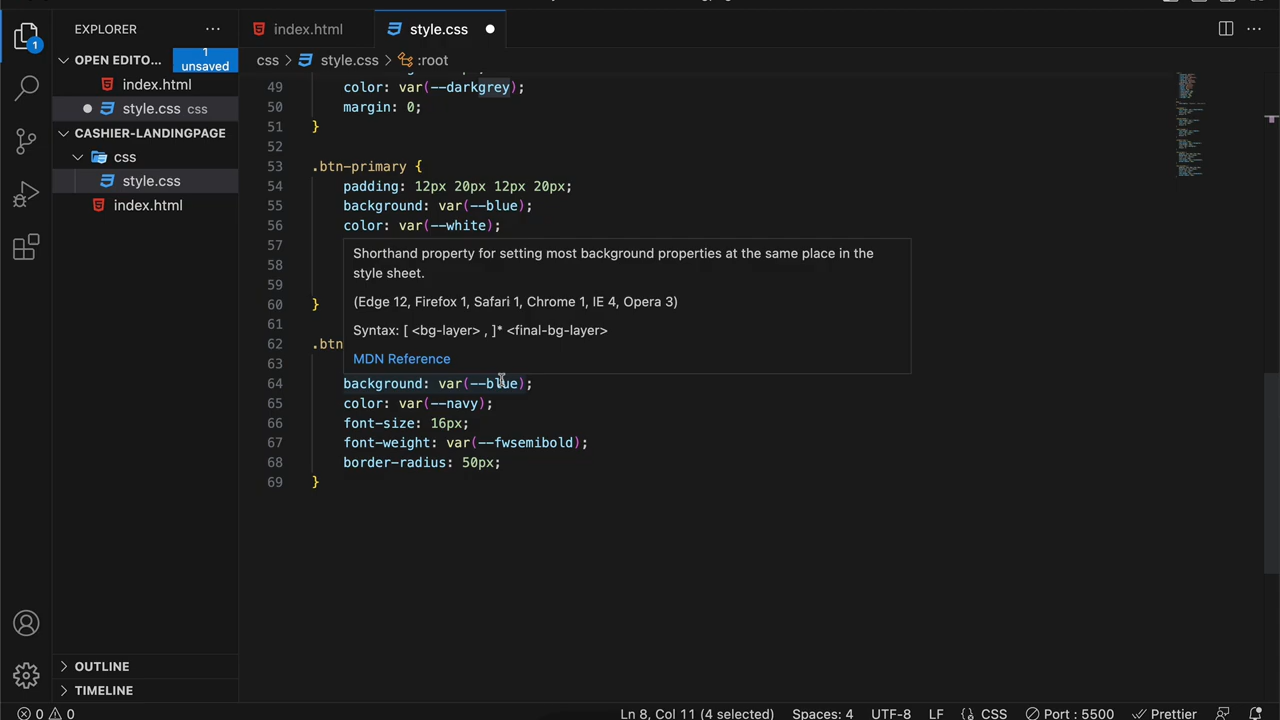 EXPLORER
index.html
style.css
OPEN EDITO...
1 unsaved
css > style.css > :root
index.html
style.css css
CASHIER-LANDINGPAGE
css
style.css
index.html
49 color: var(--darkgrey);
50 margin: 0;
51 }
52
53 .btn-primary {
54 padding: 12px 20px 12px 20px;
55 background: var(--blue);
56 color: var(--white);
57
58
59
60 }
61
62 .btn
63
64 background: var(--blue);
65 color: var(--navy);
66 font-size: 16px;
67 font-weight: var(--fwsemibold);
68 border-radius: 50px;
69 }
Shorthand property for setting most background properties at the same place in the
style sheet.
(Edge 12, Firefox 1, Safari 1, Chrome 1, IE 4, Opera 3)
Syntax: [ <bg-layer> , ]* <final-bg-layer>
MDN Reference
1
OUTLINE
TIMELINE
0 0 Ln 8, Col 11 (4 selected) Spaces: 4 UTF-8 LF {} CSS Port : 5500 Prettier